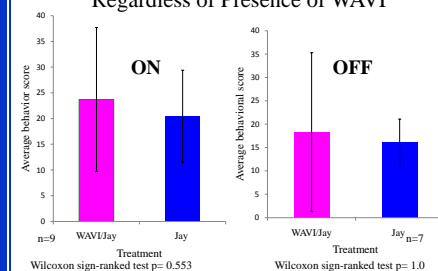 Regardless of Presence of WAVI
40
35
30
25
20
15
10
5
0
Average behavior score
ON
WAVI/Jay
Jay
n=9
Treatment
Wilcoxon sign-ranked test p= 0.553
40
35
30
25
20
15
10
5
0
Average behavioral score
OFF
WAVI/Jay
Jay
n=7
Treatment
Wilcoxon sign-ranked test p= 1.0